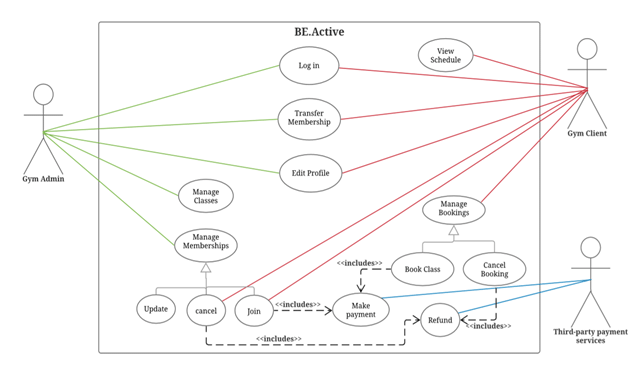 BE.Active
View
Schedule
Log in
Transfer
Membership
Gym Client
Edit Profile
Gym Admin
Manage
Classes
Manage
Bookings
Manage
Memberships
<<includes>>
Book Class
Cancel
Booking
Update
cancel
Join
<<includes>>
Make
payment
Refund
<<includes>>
<<includes>>
Third-party payment
services